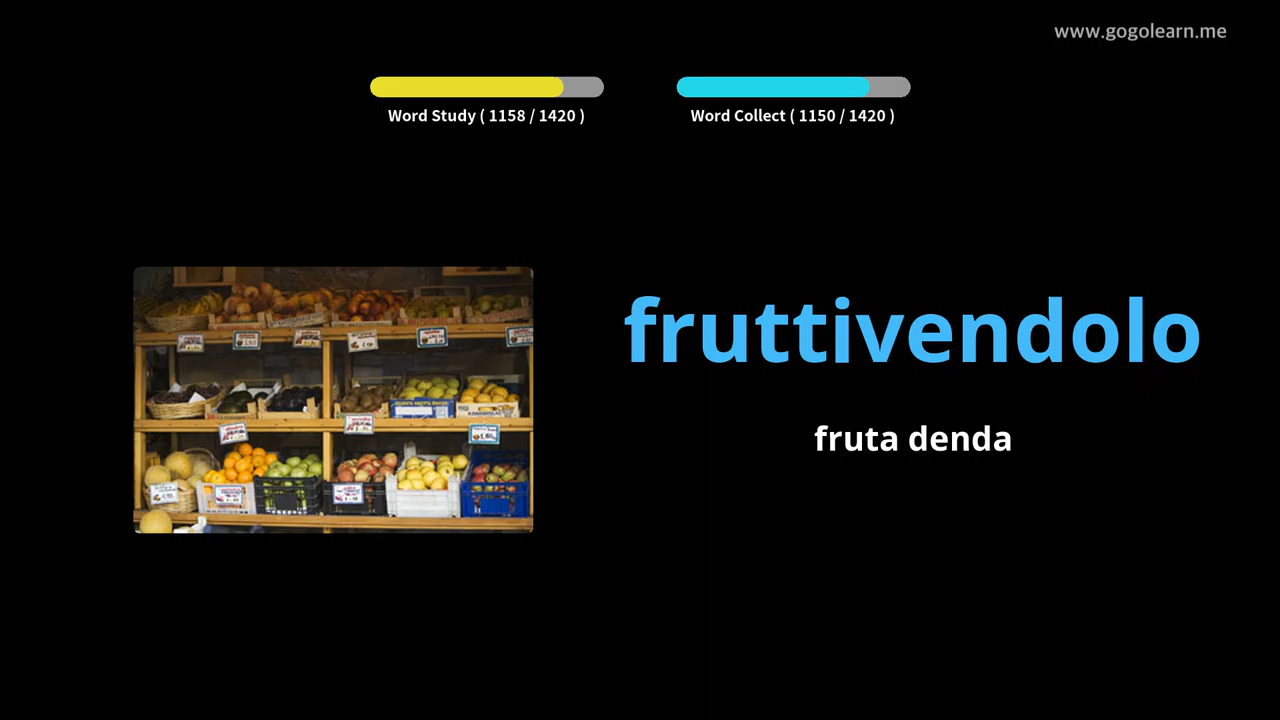 www.gogolearn.me
Word Study ( 1158 / 1420 )
Word Collect ( 1150 / 1420 )
fruttivendolo
fruta denda